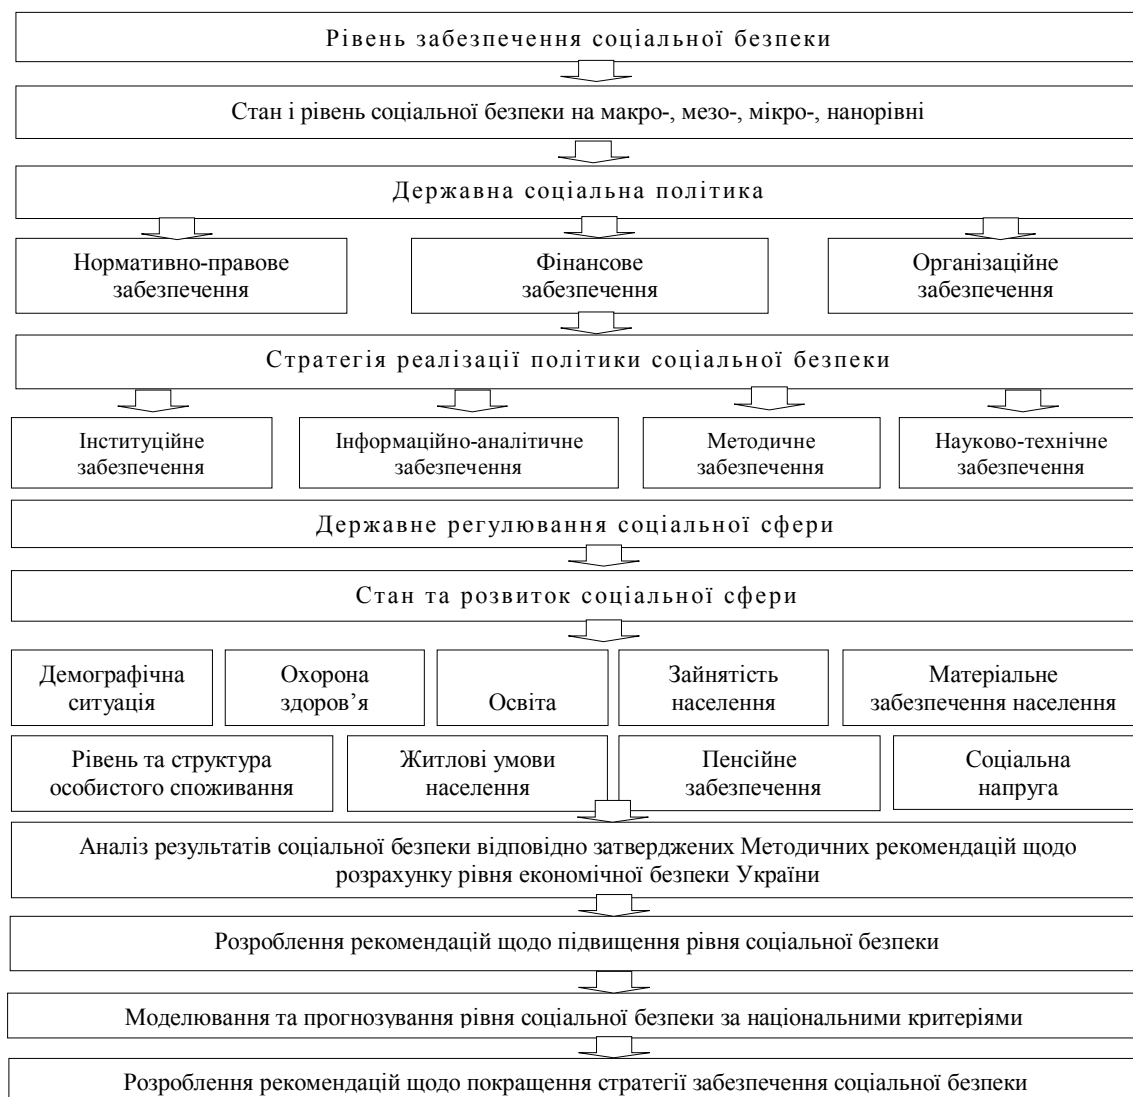 Рівень забезпечення соціальної безпеки
Стан і рівень соціальної безпеки на макро-, мезо-, мікро-, нанорівні
Державна соціальна політика
Нормативно-правове
забезпечення
Фінансове
забезпечення
Організаційне
забезпечення
Стратегія реалізації політики соціальної безпеки
Інституційне
забезпечення
Інформаційно-аналітичне
забезпечення
Методичне
забезпечення
Науково-технічне
забезпечення
Державне регулювання соціальної сфери
Стан та розвиток соціальної сфери
Демографічна
ситуація
Охорона
здоров’я
Освіта
Зайнятість
населення
Матеріальне
забезпечення населення
Рівень та структура
особистого споживання
Житлові умови
населення
Пенсійне
забезпечення
Соціальна
напруга
Аналіз результатів соціальної безпеки відповідно затверджених Методичних рекомендацій щодо
розрахунку рівня економічної безпеки України
Розроблення рекомендацій щодо підвищення рівня соціальної безпеки
Моделювання та прогнозування рівня соціальної безпеки за національними критеріями
Розроблення рекомендацій щодо покращення стратегії забезпечення соціальної безпеки